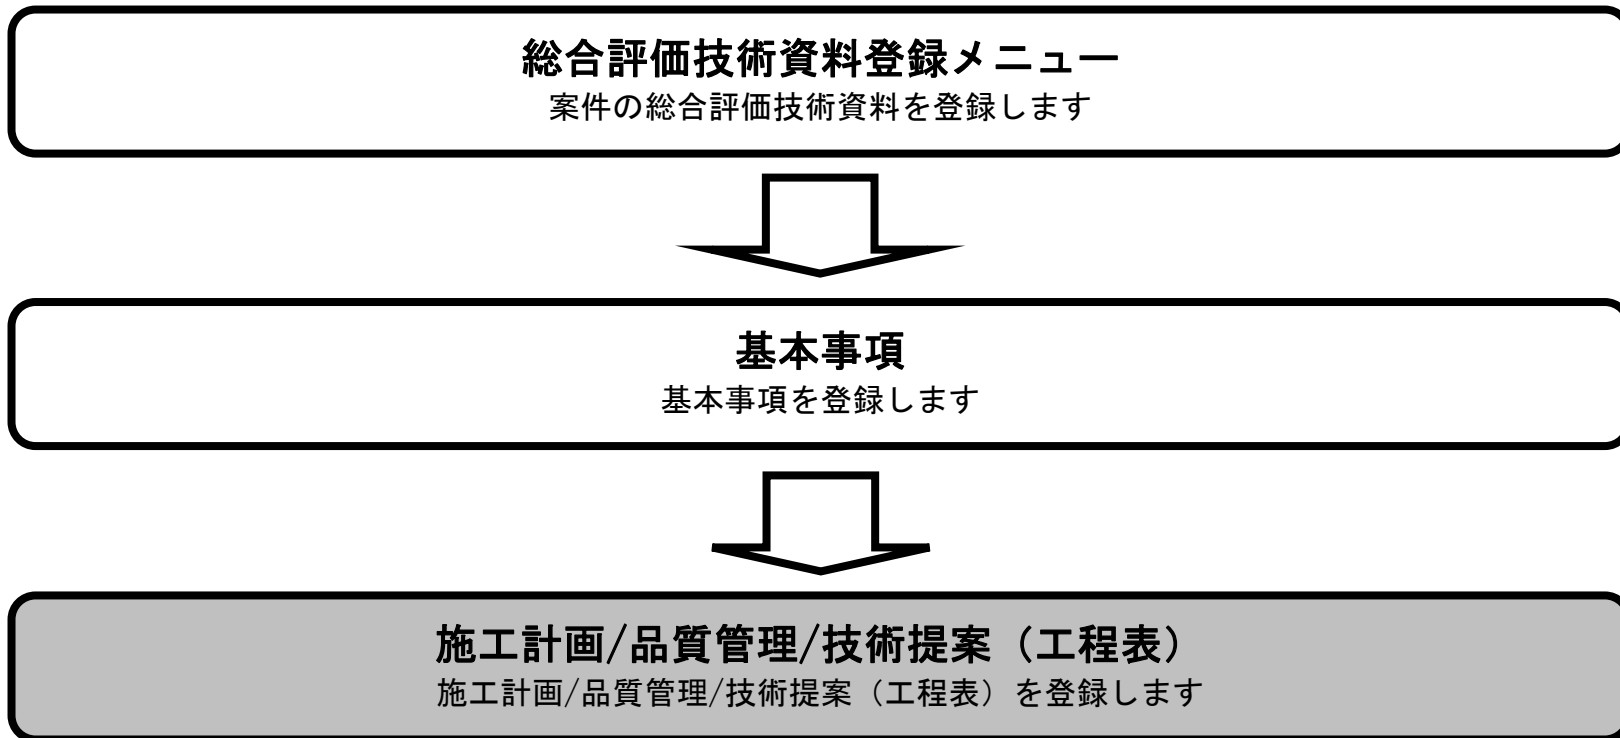 総合評価技術資料登録メニュー
案件の総合評価技術資料を登録します
基本事項
基本事項を登録します
施工計画/品質管理/技術提案（工程表）
施工計画/品質管理/技術提案（工程表）を登録します